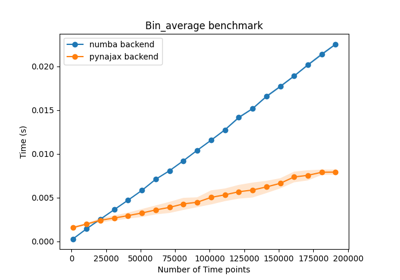 Bin_average benchmark
numba backend
pynajax backend
Time (s)
0.020
0.015
0.010
0.005
0.000
0 25000 50000 75000 100000 125000 150000 175000 200000
Number of Time points